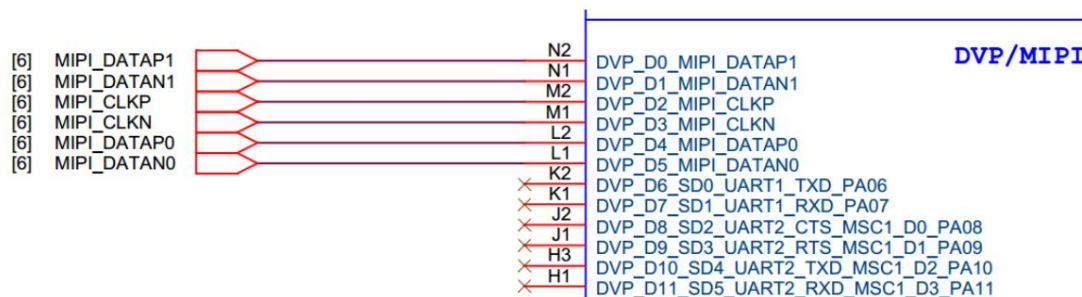 DVP/MIPI
[6] MIPI_DATAP1 N2 DVP_D0_MIPI_DATAP1
[6] MIPI_DATAN1 N1 DVP_D1_MIPI_DATAN1
[6] MIPI_CLKP M2 DVP_D2_MIPI_CLKP
[6] MIPI_CLKN M1 DVP_D3_MIPI_CLKN
[6] MIPI_DATAP0 L2 DVP_D4_MIPI_DATAP0
[6] MIPI_DATAN0 L1 DVP_D5_MIPI_DATAN0
K2 DVP_D6_SD0_UART1_TXD_PA06
K1 DVP_D7_SD1_UART1_RXD_PA07
J2 DVP_D8_SD2_UART2_CTS_MSC1_D0_PA08
J1 DVP_D9_SD3_UART2_RTS_MSC1_D1_PA09
H3 DVP_D10_SD4_UART2_TXD_MSC1_D2_PA10
H1 DVP_D11_SD5_UART2_RXD_MSC1_D3_PA11